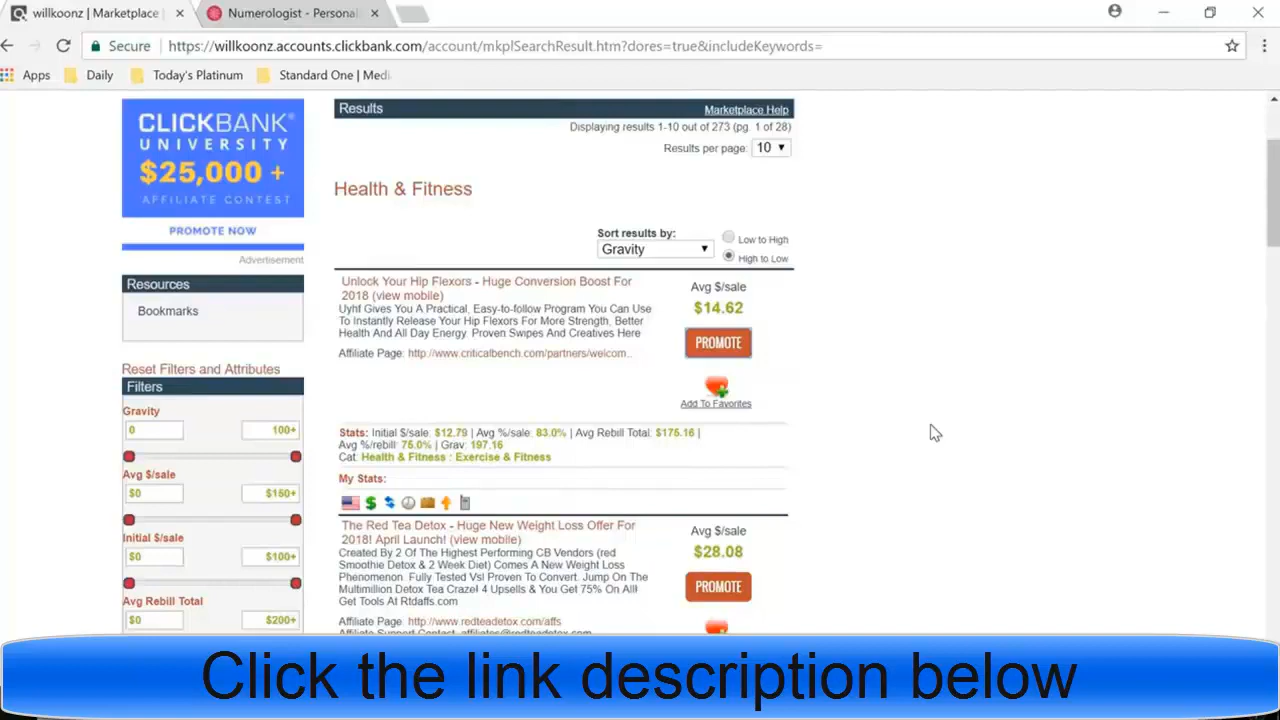 willkoonz | Marketplace
Numerologist - Personal
Secure
https://willkoonz.accounts.clickbank.com/account/mkplSearchResult.htm?dores=true&includeKeywords=
Apps
Daily
Today's Platinum
Standard One | Medi
CLICKBANK
UNIVERSITY
$25,000 +
AFFILIATE CONTEST
PROMOTE NOW
Advertisement
Resources
Bookmarks
Reset Filters and Attributes
Filters
Gravity
0 100+
Avg $/sale
$0 $150+
Initial $/sale
$0 $100+
Avg Rebill Total
$0 $200+
Results
Marketplace Help
Displaying results 1-10 out of 273 (pg. 1 of 28)
Results per page: 10
Health & Fitness
Sort results by:
Gravity
Low to High
High to Low
Unlock Your Hip Flexors - Huge Conversion Boost For
2018 (view mobile)
Uyhf Gives You A Practical, Easy-to-follow Program You Can Use
To Instantly Release Your Hip Flexors For More Strength, Better
Health And All Day Energy. Proven Swipes And Creatives Here
Affiliate Page: http://www.criticalbench.com/partners/welcom..
Avg $/sale
$14.62
PROMOTE
Add To Favorites
Stats: Initial $/sale: $12.79 | Avg %/sale: 83.0% | Avg Rebill Total: $175.16 |
Avg %/rebill: 75.0% | Grav: 197.16
Cat: Health & Fitness : Exercise & Fitness
My Stats:
The Red Tea Detox - Huge New Weight Loss Offer For
2018! April Launch! (view mobile)
Created By 2 Of The Highest Performing CB Vendors (red
Smoothie Detox & 2 Week Diet) Comes A New Weight Loss
Phenomenon. Fully Tested Vsl Proven To Convert. Jump On The
Multimillion Detox Tea Craze! 4 Upsells & You Get 75% On All!
Get Tools At Rtdaffs.com
Affiliate Page: http://www.redteadetox.com/affs
Affiliate Support Contact: affiliates@redteadetox.com
Avg $/sale
$28.08
PROMOTE
Click the link description below